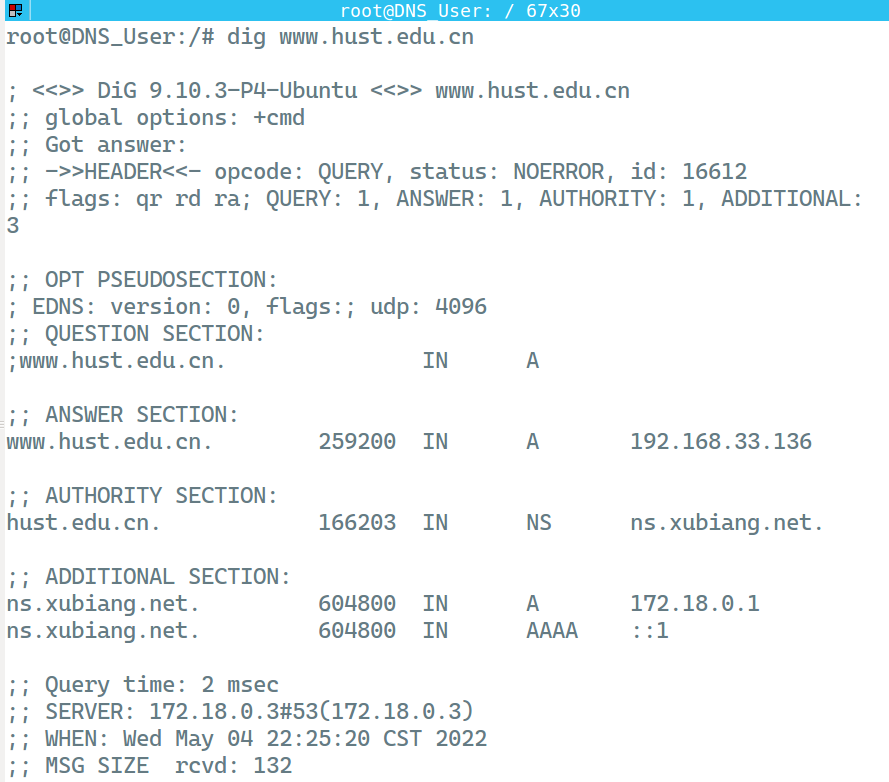 root@DNS_User: / 67x30
root@DNS_User:/# dig www.hust.edu.cn
; <<>> DiG 9.10.3-P4-Ubuntu <<>> www.hust.edu.cn
;; global options: +cmd
;; Got answer:
;; ->>HEADER<<- opcode: QUERY, status: NOERROR, id: 16612
;; flags: qr rd ra; QUERY: 1, ANSWER: 1, AUTHORITY: 1, ADDITIONAL:
3
;; OPT PSEUDOSECTION:
; EDNS: version: 0, flags:; udp: 4096
;; QUESTION SECTION:
;www.hust.edu.cn. IN A
;; ANSWER SECTION:
www.hust.edu.cn. 259200 IN A 192.168.33.136
;; AUTHORITY SECTION:
hust.edu.cn. 166203 IN NS ns.xubiang.net.
;; ADDITIONAL SECTION:
ns.xubiang.net. 604800 IN A 172.18.0.1
ns.xubiang.net. 604800 IN AAAA ::1
;; Query time: 2 msec
;; SERVER: 172.18.0.3#53(172.18.0.3)
;; WHEN: Wed May 04 22:25:20 CST 2022
;; MSG SIZE rcvd: 132